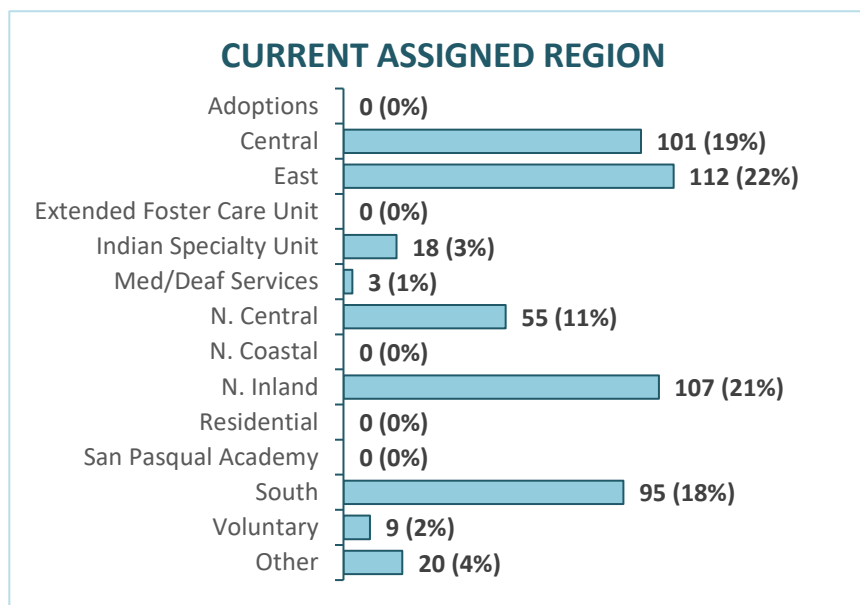 CURRENT ASSIGNED REGION
Adoptions 0 (0%)
Central 101 (19%)
East 112 (22%)
Extended Foster Care Unit 0 (0%)
Indian Specialty Unit 18 (3%)
Med/Deaf Services 3 (1%)
N. Central 55 (11%)
N. Coastal 0 (0%)
N. Inland 107 (21%)
Residential 0 (0%)
San Pasqual Academy 0 (0%)
South 95 (18%)
Voluntary 9 (2%)
Other 20 (4%)